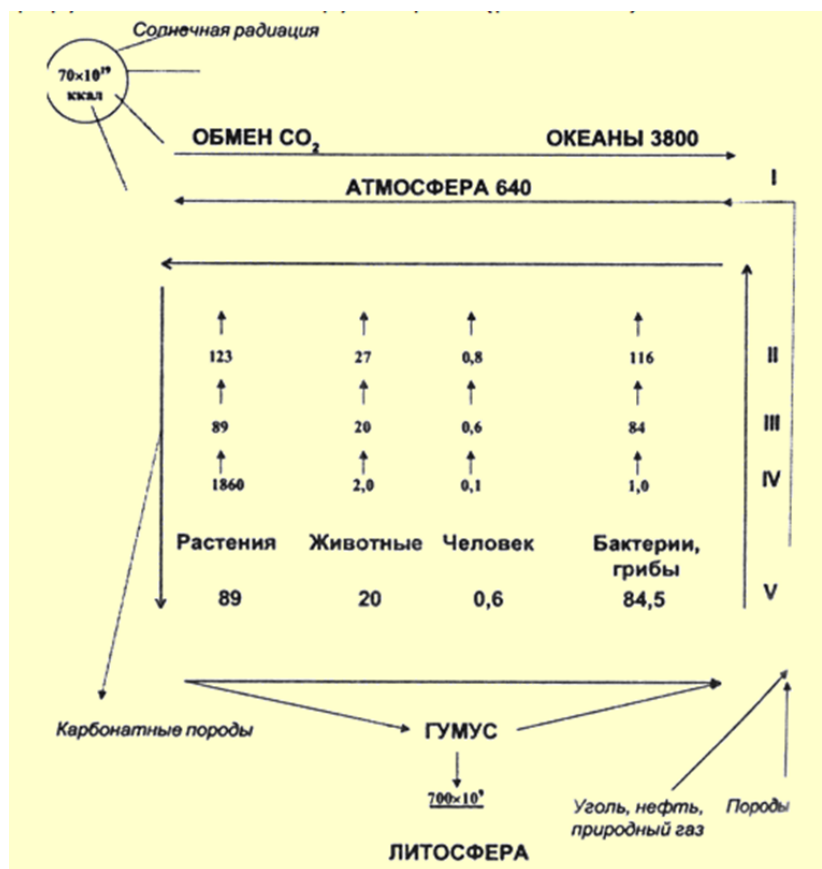 Солнечная радиация
70×10¹⁹
ккал
ОБМЕН CO₂ ОКЕАНЫ 3800
I
АТМОСФЕРА 640
123 27 0,8 116 II
89 20 0,6 84 III
1860 2,0 0,1 1,0 IV
Растения Животные Человек Бактерии,
грибы
89 20 0,6 84,5 V
Карбонатные породы ГУМУС
700×10⁹
Уголь, нефть, Породы
природный газ
ЛИТОСФЕРА